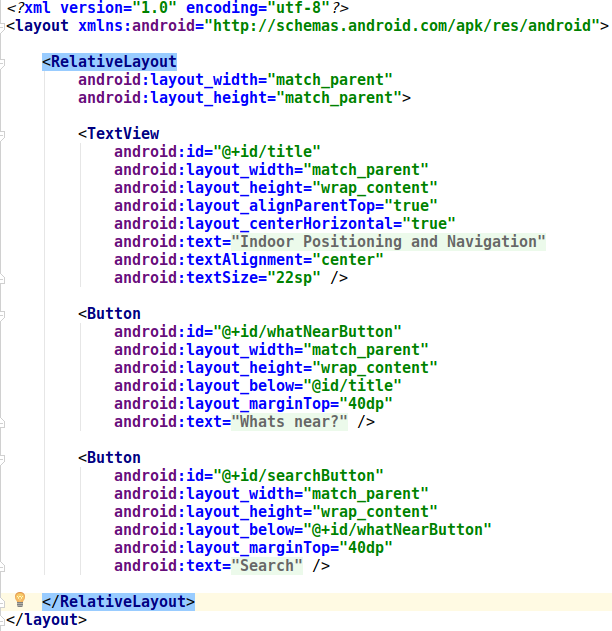 <?xml version="1.0" encoding="utf-8"?>
<layout xmlns:android="http://schemas.android.com/apk/res/android">
<RelativeLayout
android:layout_width="match_parent"
android:layout_height="match_parent">
<TextView
android:id="@+id/title"
android:layout_width="match_parent"
android:layout_height="wrap_content"
android:layout_alignParentTop="true"
android:layout_centerHorizontal="true"
android:text="Indoor Positioning and Navigation"
android:textAlignment="center"
android:textSize="22sp" />
<Button
android:id="@+id/whatNearButton"
android:layout_width="match_parent"
android:layout_height="wrap_content"
android:layout_below="@id/title"
android:layout_marginTop="40dp"
android:text="Whats near?" />
<Button
android:id="@+id/searchButton"
android:layout_width="match_parent"
android:layout_height="wrap_content"
android:layout_below="@+id/whatNearButton"
android:layout_marginTop="40dp"
android:text="Search" />
</RelativeLayout>
</layout>